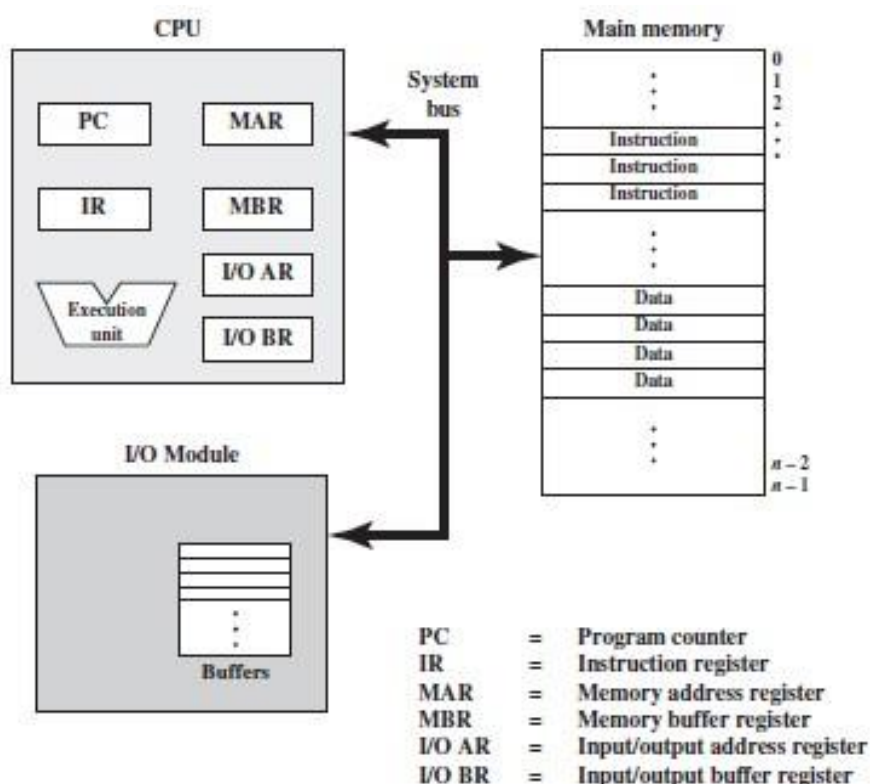 CPU
PC
MAR
IR
MBR
I/O AR
Execution
unit
I/O BR
System
bus
Main memory
0
1
2
Instruction
Instruction
Instruction
Data
Data
Data
Data
n – 2
n – 1
I/O Module
Buffers
PC = Program counter
IR = Instruction register
MAR = Memory address register
MBR = Memory buffer register
I/O AR = Input/output address register
I/O BR = Input/output buffer register